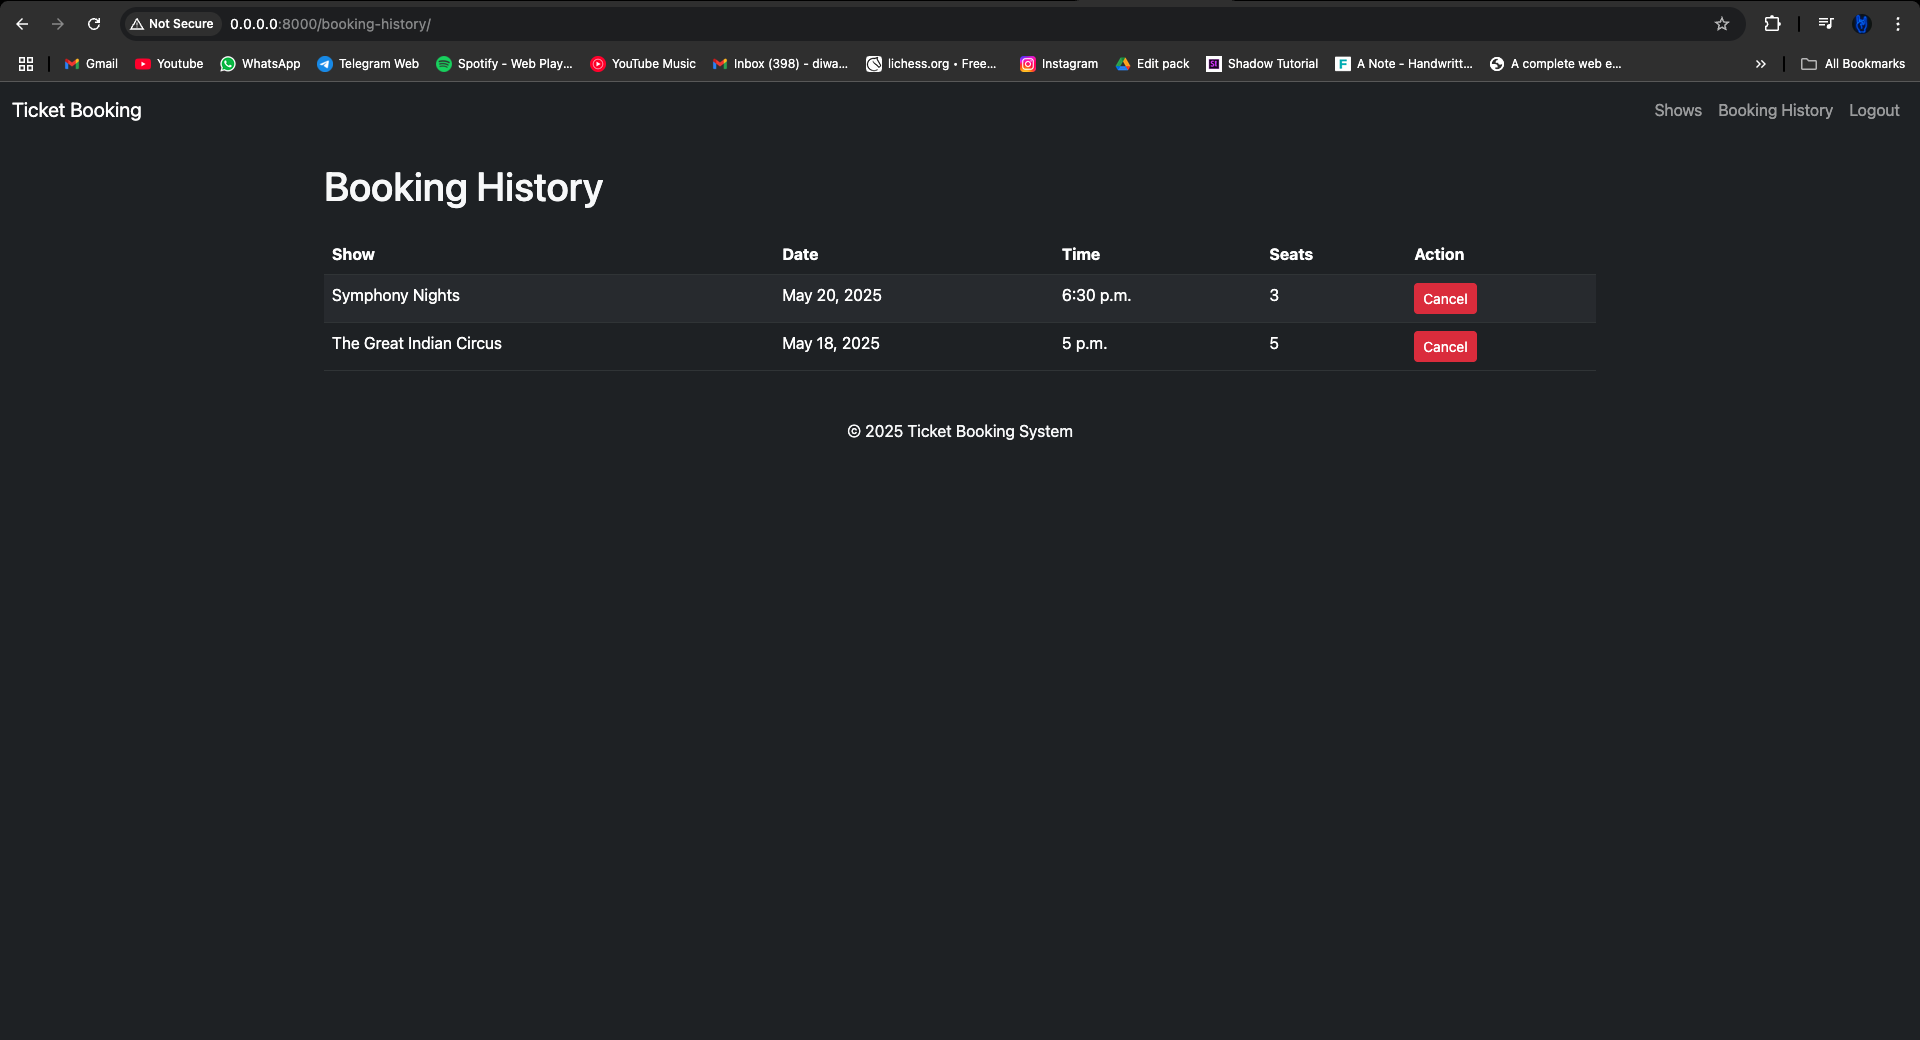 Not Secure 0.0.0.0:8000/booking-history/
Gmail Youtube WhatsApp Telegram Web Spotify - Web Play... YouTube Music Inbox (398) - diwa... lichess.org • Free... Instagram Edit pack Shadow Tutorial A Note - Handwritt... A complete web e... » All Bookmarks
Ticket Booking Shows Booking History Logout
Booking History
Show Date Time Seats Action
Symphony Nights May 20, 2025 6:30 p.m. 3 Cancel
The Great Indian Circus May 18, 2025 5 p.m. 5 Cancel
© 2025 Ticket Booking System